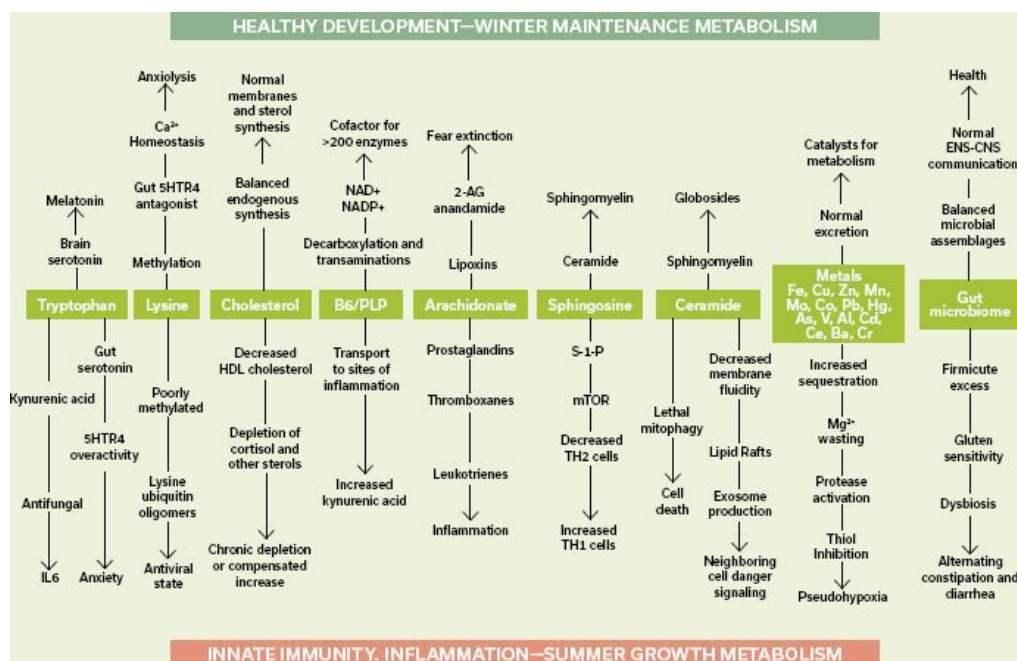 HEALTHY DEVELOPMENT—WINTER MAINTENANCE METABOLISM
Melatonin
Brain
serotonin
Tryptophan
Kynurenic acid
Antifungal
IL6
Gut
serotonin
5HTR4
overactivity
Anxiety
Anxiolysis
Ca²⁺
Homeostasis
Gut 5HTR4
antagonist
Methylation
Lysine
Poorly
methylated
Lysine
ubiquitin
oligomers
Antiviral
state
Normal
membranes
and sterol
synthesis
Balanced
endogenous
synthesis
Cholesterol
Decreased
HDL cholesterol
Depletion of
cortisol and
other sterols
Chronic depletion
or compensated
increase
Cofactor for
>200 enzymes
NAD+
NADP+
Decarboxylation and
transaminations
B6/PLP
Transport
to sites of
inflammation
Increased
kynurenic acid
Fear extinction
2-AG
anandamide
Lipoxins
Arachidonate
Prostaglandins
Thromboxanes
Leukotrienes
Inflammation
Sphingomyelin
Ceramide
Sphingosine
S-1-P
mTOR
Decreased
TH2 cells
Increased
TH1 cells
Globosides
Sphingomyelin
Ceramide
Lethal
mitophagy
Cell
death
Decreased
membrane
fluidity
Lipid Rafts
Exosome
production
Neighboring
cell danger
signaling
Catalysts for
metabolism
Normal
excretion
Metals
Fe, Cu, Zn, Mn,
Mo, Co, Pb, Hg,
As, V, Al, Cd,
Ce, Ba, Cr
Increased
sequestration
Mg²⁺
wasting
Protease
activation
Thiol
Inhibition
Pseudohypoxia
Health
Normal
ENS-CNS
communication
Balanced
microbial
assemblages
Gut
microbiome
Firmicute
excess
Gluten
sensitivity
Dysbiosis
Alternating
constipation and
diarrhea
INNATE IMMUNITY, INFLAMMATION—SUMMER GROWTH METABOLISM